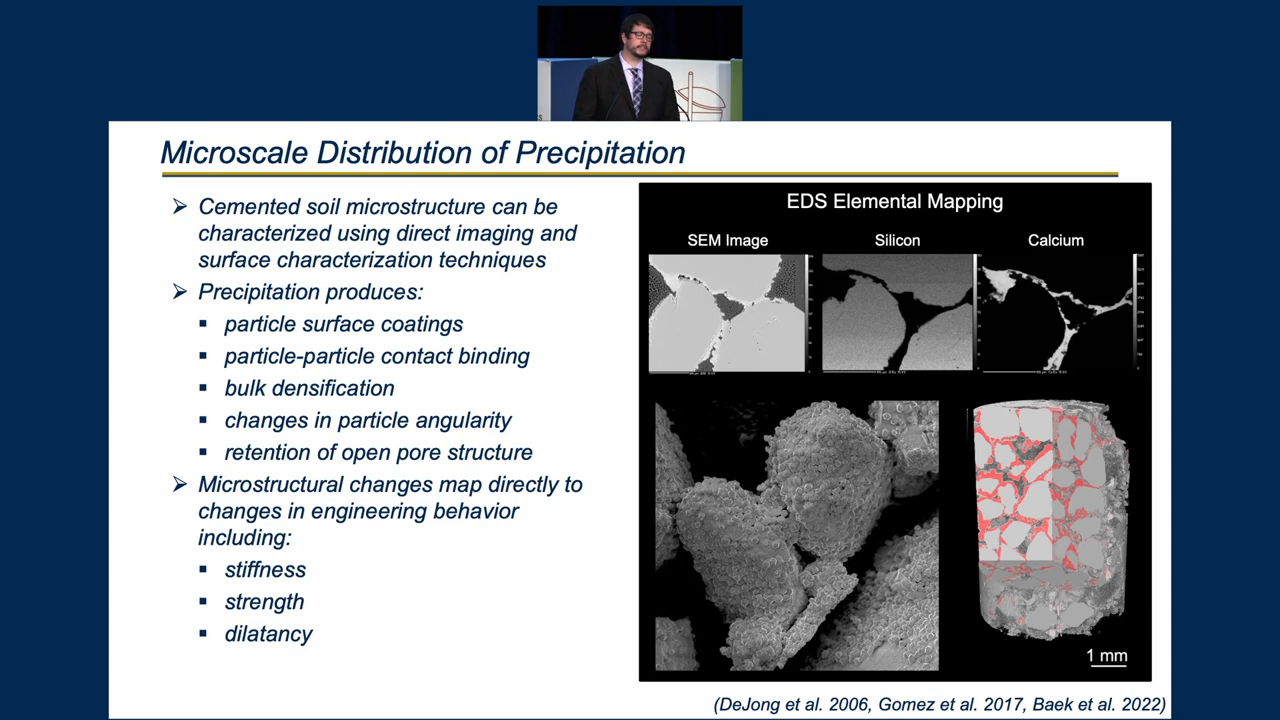 Microscale Distribution of Precipitation
Cemented soil microstructure can be
characterized using direct imaging and
surface characterization techniques
Precipitation produces:
particle surface coatings
particle-particle contact binding
bulk densification
changes in particle angularity
retention of open pore structure
Microstructural changes map directly to
changes in engineering behavior
including:
stiffness
strength
dilatancy
EDS Elemental Mapping
SEM Image
Silicon
Calcium
1 mm
(DeJong et al. 2006, Gomez et al. 2017, Baek et al. 2022)